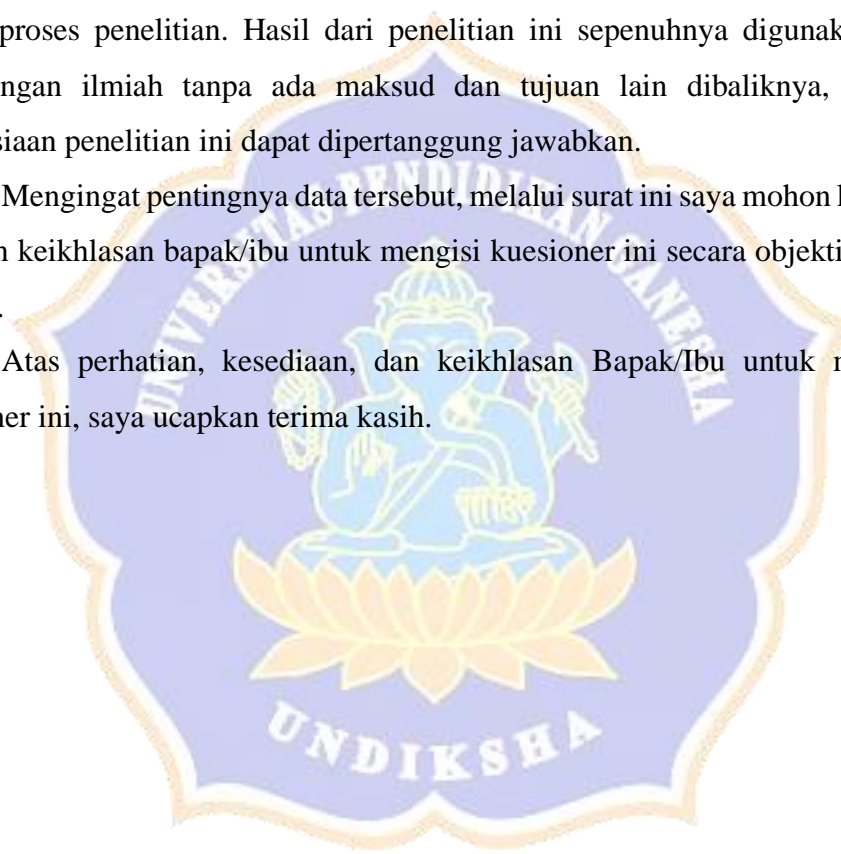 proses penelitian. Hasil dari penelitian ini sepenuhnya digunak
ngan ilmiah tanpa ada maksud dan tujuan lain dibaliknya,
siaan penelitian ini dapat dipertanggung jawabkan.
Mengingat pentingnya data tersebut, melalui surat ini saya mohon
n keikhlasan bapak/ibu untuk mengisi kuesioner ini secara objekti
.
Atas perhatian, kesediaan, dan keikhlasan Bapak/Ibu untuk
ner ini, saya ucapkan terima kasih.
UNIVERSITAS PENDIDIKAN GANESHA
UNDIKSHA